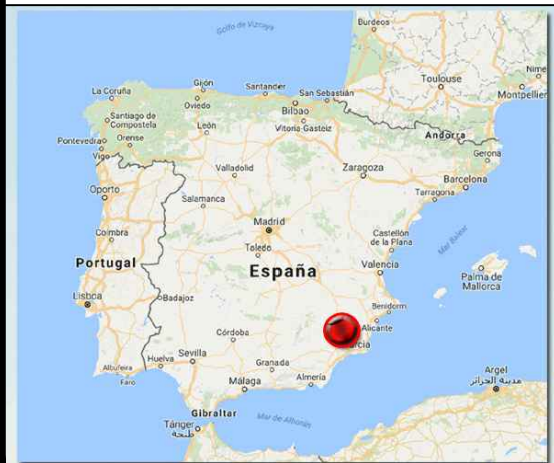 Golfo de Vizcaya
Burdeos
Toulouse
Nime
Montpellier
La Coruña
Gijón
Santander
San Sebastián
Oviedo
Bilbao
Santiago de
Compostela
León
Vitoria-Gasteiz
Andorra
Pontevedra
Orense
Vigo
Gerona
Valladolid
Zaragoza
Barcelona
Oporto
Tarragona
Salamanca
Madrid
Coimbra
Castellón
de la Plana
Mar Balear
Toledo
Portugal
España
Valencia
Palma de
Mallorca
Lisboa
Badajoz
Benidorm
Alicante
Córdoba
rcia
Huelva
Sevilla
Granada
Albufeira
Faro
Málaga
Almería
Argel
مدينة الجزائر
Gibraltar
Mar de Alborán
Tánger
طنجة